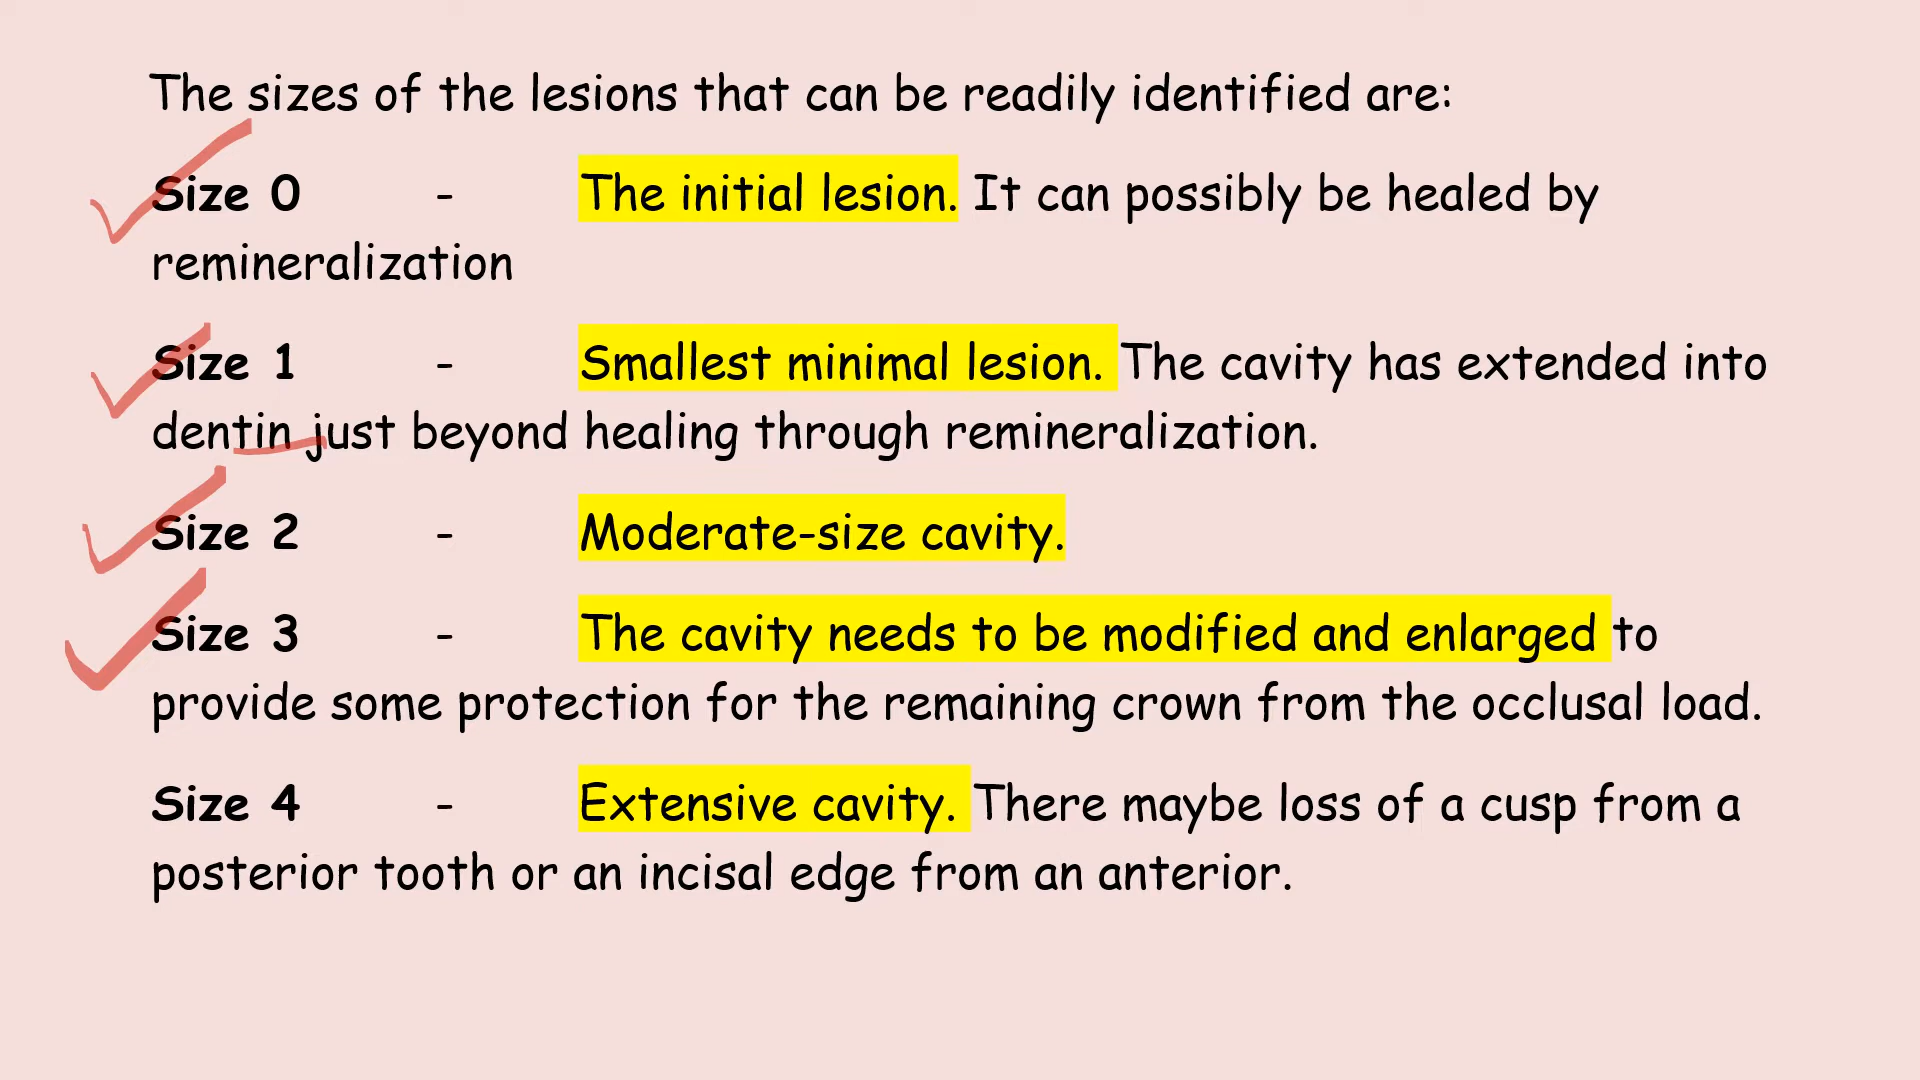 The sizes of the lesions that can be readily identified are:
Size 0 - The initial lesion. It can possibly be healed by
remineralization
Size 1 - Smallest minimal lesion. The cavity has extended into
dentin just beyond healing through remineralization.
Size 2 - Moderate-size cavity.
Size 3 - The cavity needs to be modified and enlarged to
provide some protection for the remaining crown from the occlusal load.
Size 4 - Extensive cavity. There maybe loss of a cusp from a
posterior tooth or an incisal edge from an anterior.